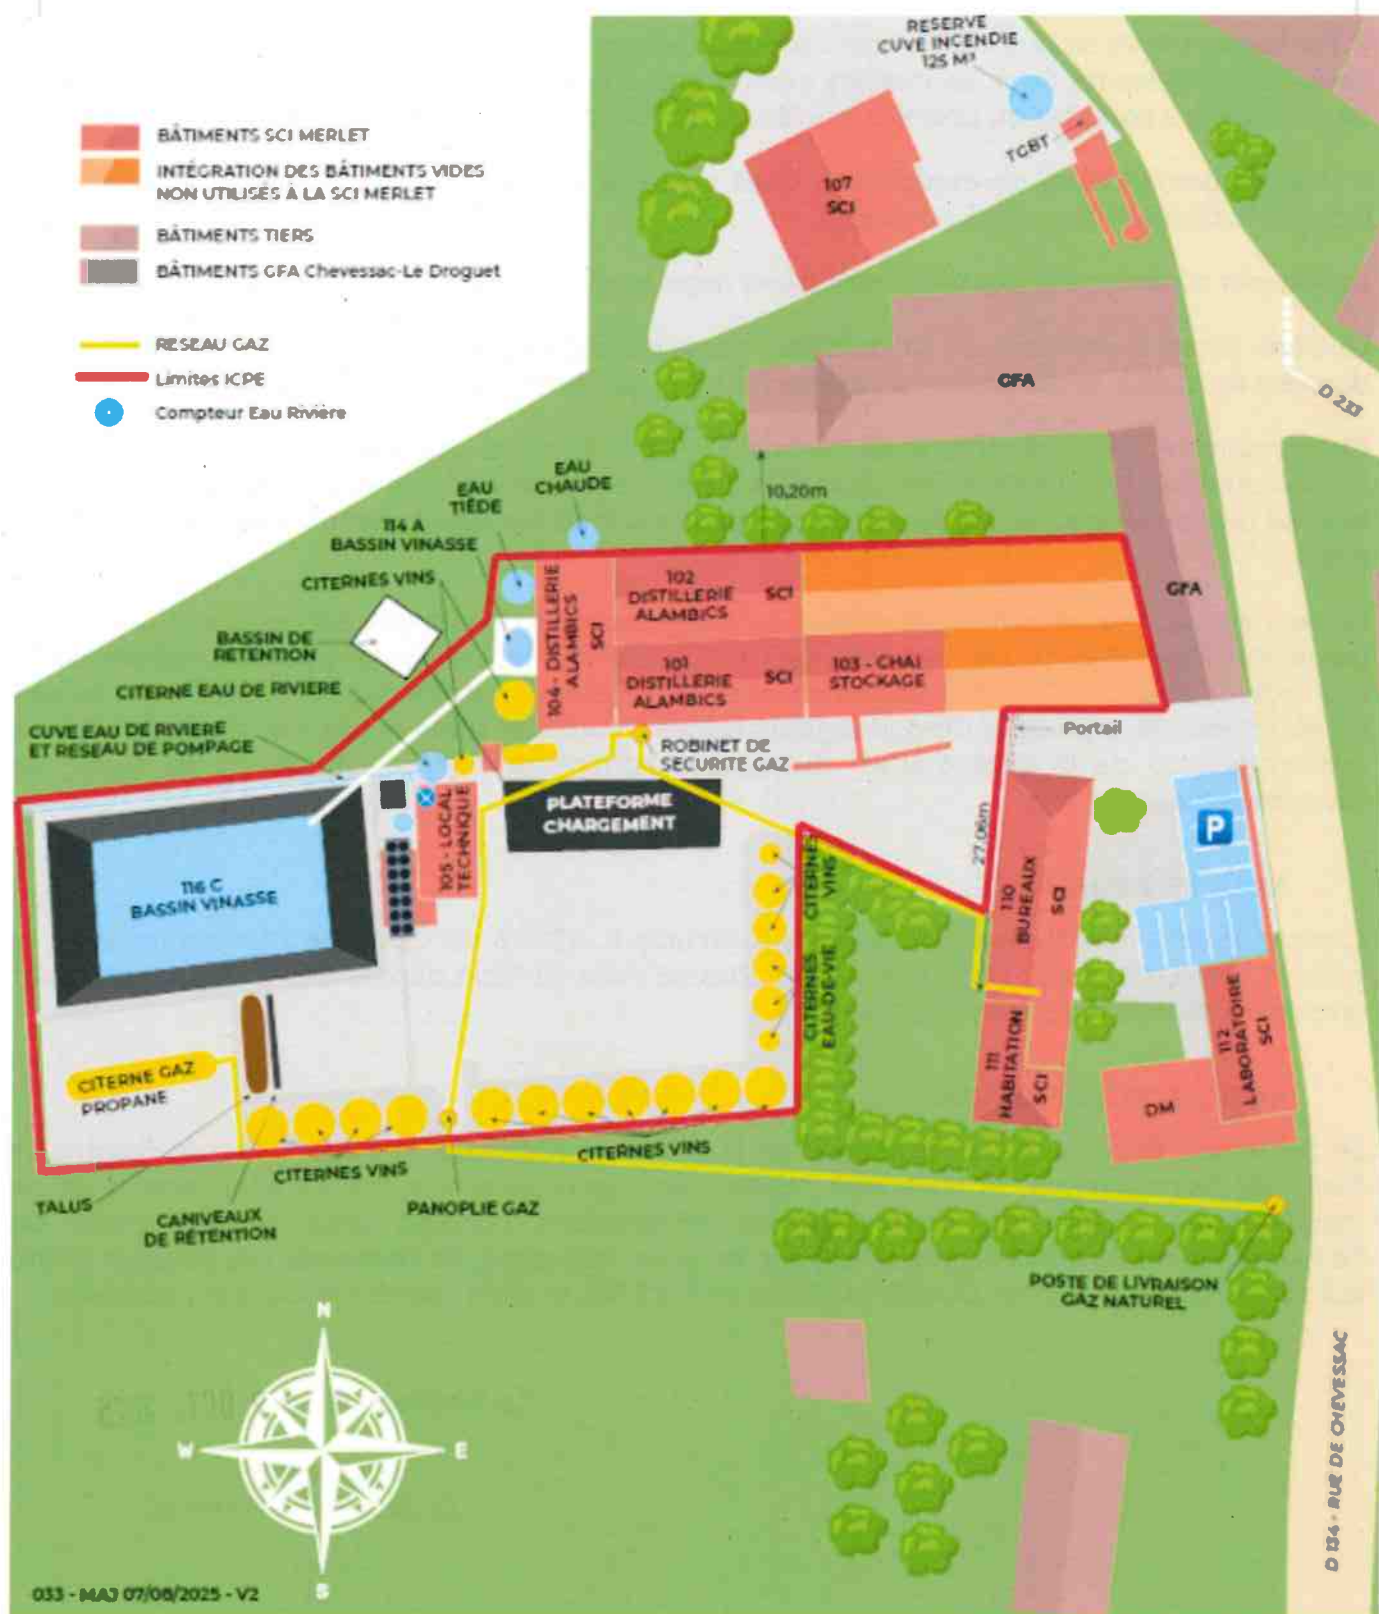 RESERVE
CUVE INCENDIE
125 M³
TGBT
BÂTIMENTS SCI MERLET
INTÉGRATION DES BÂTIMENTS VIDES
NON UTILISÉS À LA SCI MERLET
BÂTIMENTS TIERS
BÂTIMENTS GFA Chevessac-Le Droguet
RESEAU GAZ
Limites ICPE
Compteur Eau Rivière
107
SCI
GFA
D 233
10,20m
EAU
CHAUDE
EAU
TIÈDE
114 A
BASSIN VINASSE
CITERNES VINS
BASSIN DE
RETENTION
CITERNE EAU DE RIVIERE
CUVE EAU DE RIVIERE
ET RESEAU DE POMPAGE
104 - DISTILLERIE
ALAMBICS
SCI
102
DISTILLERIE
ALAMBICS
SCI
101
DISTILLERIE
ALAMBICS
SCI
103 - CHAI
STOCKAGE
GFA
Portail
ROBINET DE
SECURITE GAZ
PLATEFORME
CHARGEMENT
105 - LOCAL
TECHNIQUE
116 C
BASSIN VINASSE
27,06m
P
CITERNES
VINS
CITERNES
EAU-DE-VIE
110
BUREAUX
SCI
111
HABITATION
SCI
112
LABORATOIRE
SCI
DM
CITERNE GAZ
PROPANE
TALUS
CANIVEAUX
DE RÉTENTION
CITERNES VINS
CITERNES VINS
PANOPLIE GAZ
POSTE DE LIVRAISON
GAZ NATUREL
D 134 - RUE DE CHEVESSAC
N
W
E
S
033 - MAJ 07/08/2025 - V2